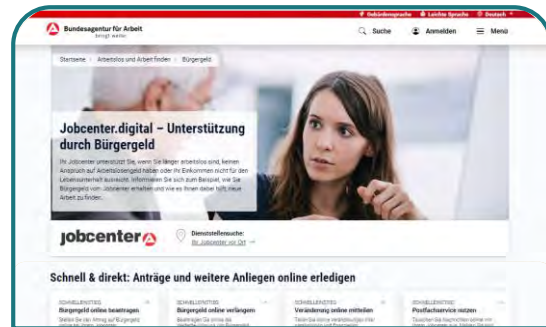 Gebärdensprache Leichte Sprache Deutsch
Bundesagentur für Arbeit
bringt weiter
Suche Anmelden Menü
Startseite Arbeitslos und Arbeit finden Bürgergeld
Jobcenter.digital – Unterstützung
durch Bürgergeld
Ihr Jobcenter unterstützt Sie, wenn Sie länger arbeitslos sind, keinen
Anspruch auf Arbeitslosengeld haben oder Ihr Einkommen nicht für den
Lebensunterhalt ausreicht. Informieren Sie sich zum Beispiel, wie Sie
Bürgergeld vom Jobcenter erhalten und wie es Ihnen dabei hilft, neue
Arbeit zu finden.
jobcenter
Dienststellensuche:
Ihr Jobcenter vor Ort
Schnell & direkt: Anträge und weitere Anliegen online erledigen
SCHNELLEINSTIEG SCHNELLEINSTIEG SCHNELLEINSTIEG SCHNELLEINSTIEG
Bürgergeld online beantragen Bürgergeld online verlängern Veränderung online mitteilen Postfachservice nutzen